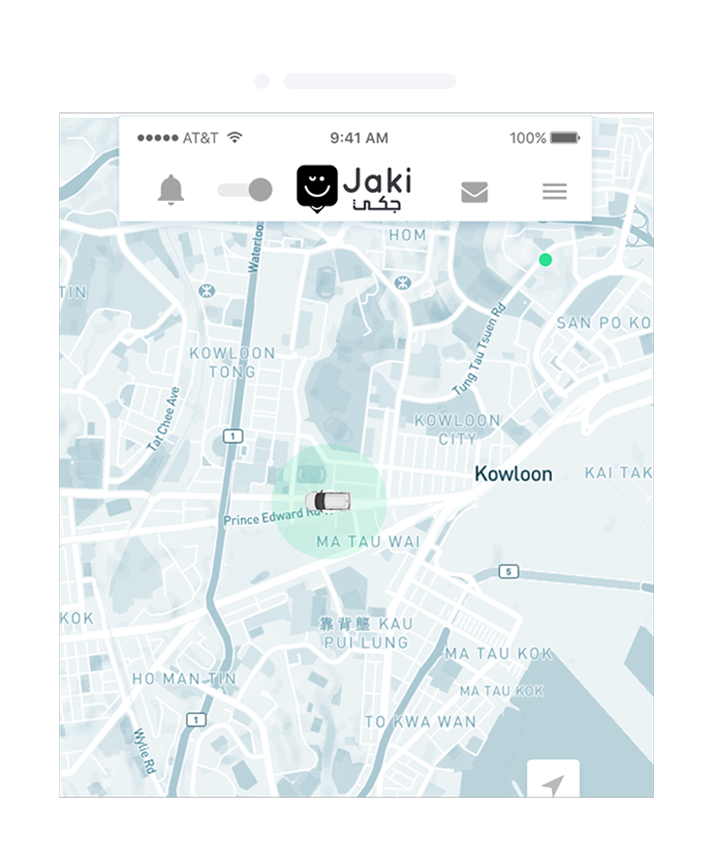 AT&T 9:41 AM 100%
Jaki
جكي
HOM
Waterloo
TIN
SAN PO KO
KOWLOON
TONG
Tung Tau Tsuen Rd
Tat Chee Ave
KOWLOON
CITY
1
Kowloon
KAI TAK
Prince Edward Rd
MA TAU WAI
5
KOK
靠背壟 KAU
PUI LUNG
MA TAU KOK
HO MAN TIN
MA TAU KOK
1
TO KWA WAN
Wylie Rd